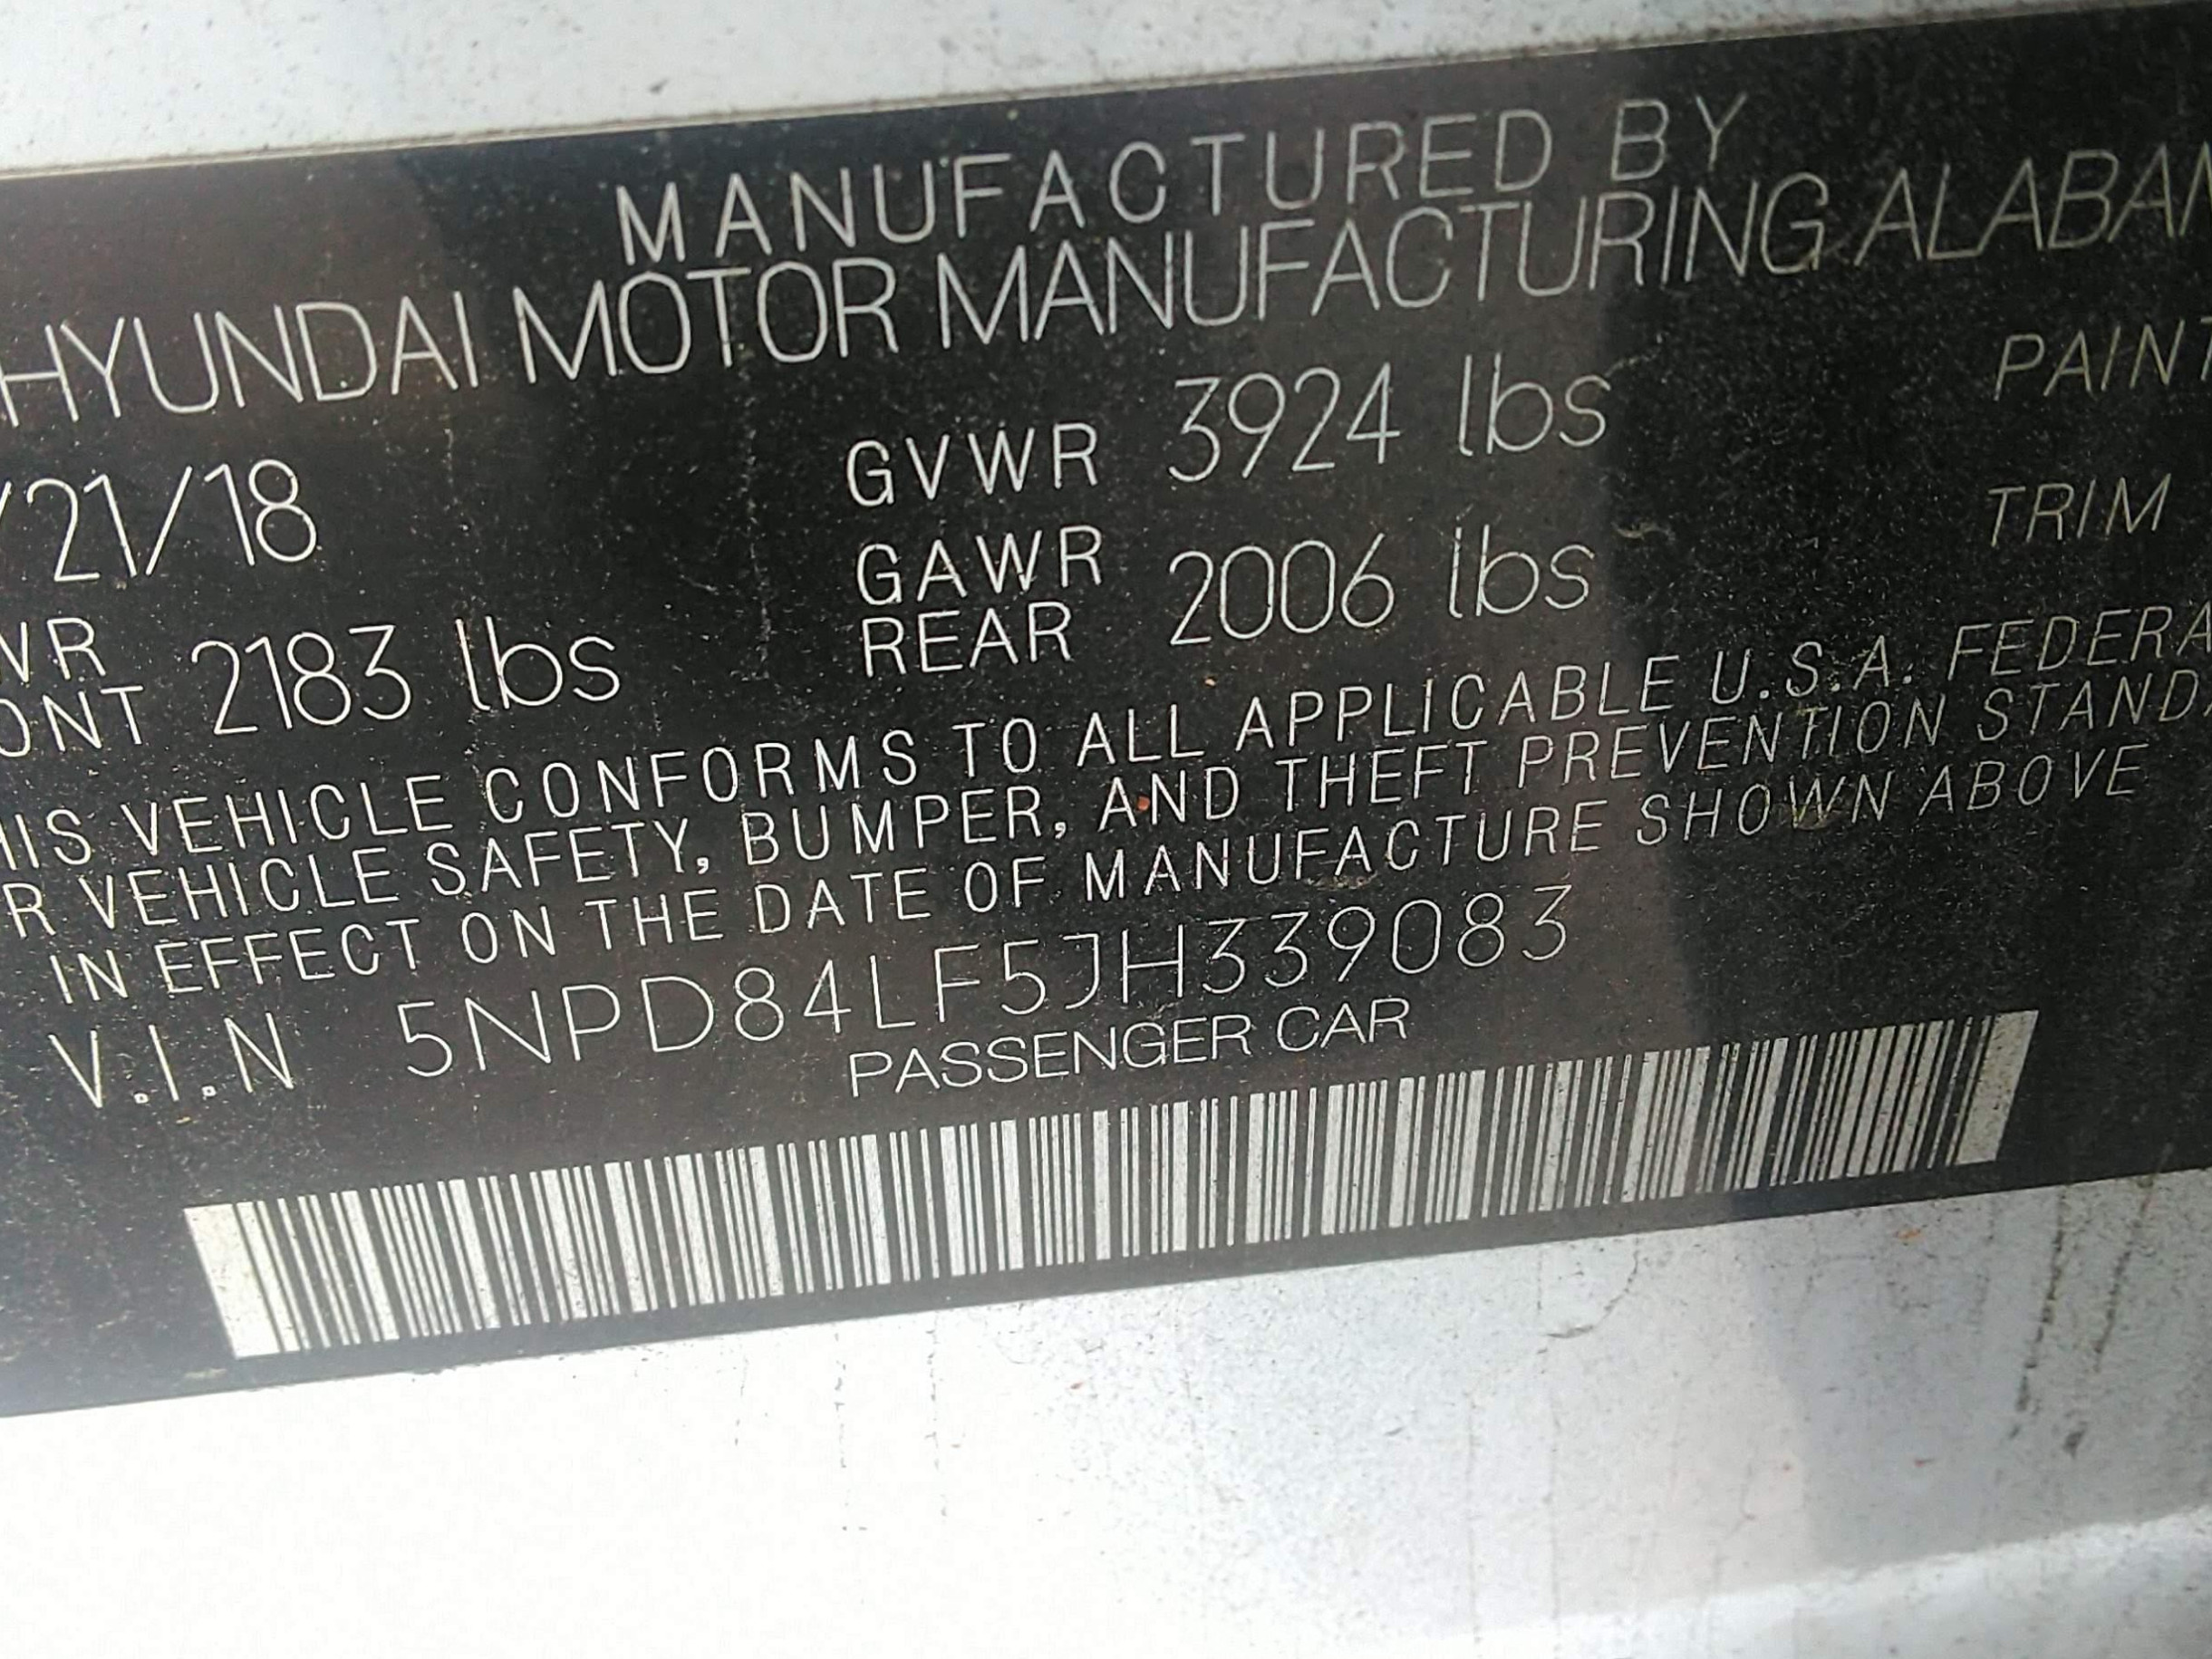 MANUFACTURED BY
HYUNDAI MOTOR MANUFACTURING ALABAM
/21/18 GVWR 3924 lbs PAINT
WR ONT 2183 lbs GAWR REAR 2006 lbs TRIM
HIS VEHICLE CONFORMS TO ALL APPLICABLE U.S.A. FEDERA
R VEHICLE SAFETY, BUMPER, AND THEFT PREVENTION STAND
IN EFFECT ON THE DATE OF MANUFACTURE SHOWN ABOVE
V.I.N 5NPD84LF5JH339083
PASSENGER CAR